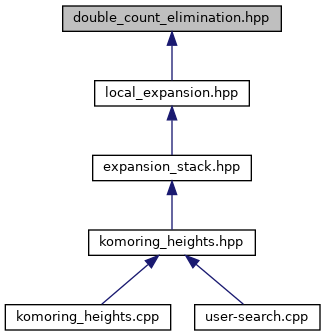 double_count_elimination.hpp
local_expansion.hpp
expansion_stack.hpp
komoring_heights.hpp
komoring_heights.cpp
user-search.cpp